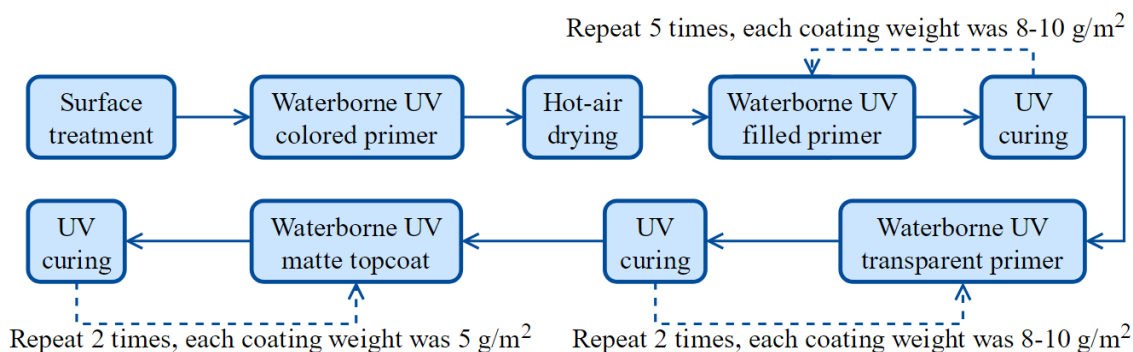 Repeat 5 times, each coating weight was 8-10 g/m²
Surface
treatment
Waterborne UV
colored primer
Hot-air
drying
Waterborne UV
filled primer
UV
curing
Waterborne UV
transparent primer
UV
curing
Waterborne UV
matte topcoat
UV
curing
Repeat 2 times, each coating weight was 8-10 g/m²
Repeat 2 times, each coating weight was 5 g/m²